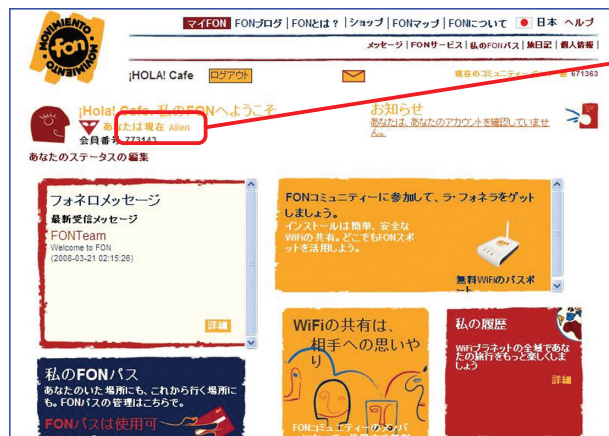 MOVIMIENTO
fon
MOVIMIENTO
マイFON FONブログ | FONとは? | ショップ | FONマップ | FONについて 日本 ヘルプ
メッセージ | FONサービス | 私のFONパス | 旅日記 | 個人情報 |
¡HOLA! Cafe ログアウト 現在のコミュニティー 671363
¡Hola! Cafe 私のFONへようこそ
あなたは現在 Alien
会員番号 773143
あなたのステータスの編集
お知らせ
あなたは、あなたのアカウントを確認していません。
フォネロメッセージ
最新受信メッセージ
FONTeam
Welcome to FON
(2008-03-21 02:15:26)
詳細
FONコミュニティーに参加して、ラ・フォネラをゲットしましょう。
インストールは簡単、安全な
WiFiの共有。どこでもFONスポ
ットを活用しよう。
無料WiFiのパスポート
私のFONパス
あなたのいた場所にも、これから行く場所に
も。FONパスの管理はこちらで。
FONパスは使用可
WiFiの共有は、
相手への思いや
り
FONコミュニティーのメンバ
私の履歴
WiFiプラネットの全域であな
たの旅行をもっと楽しくしま
しょう
詳細